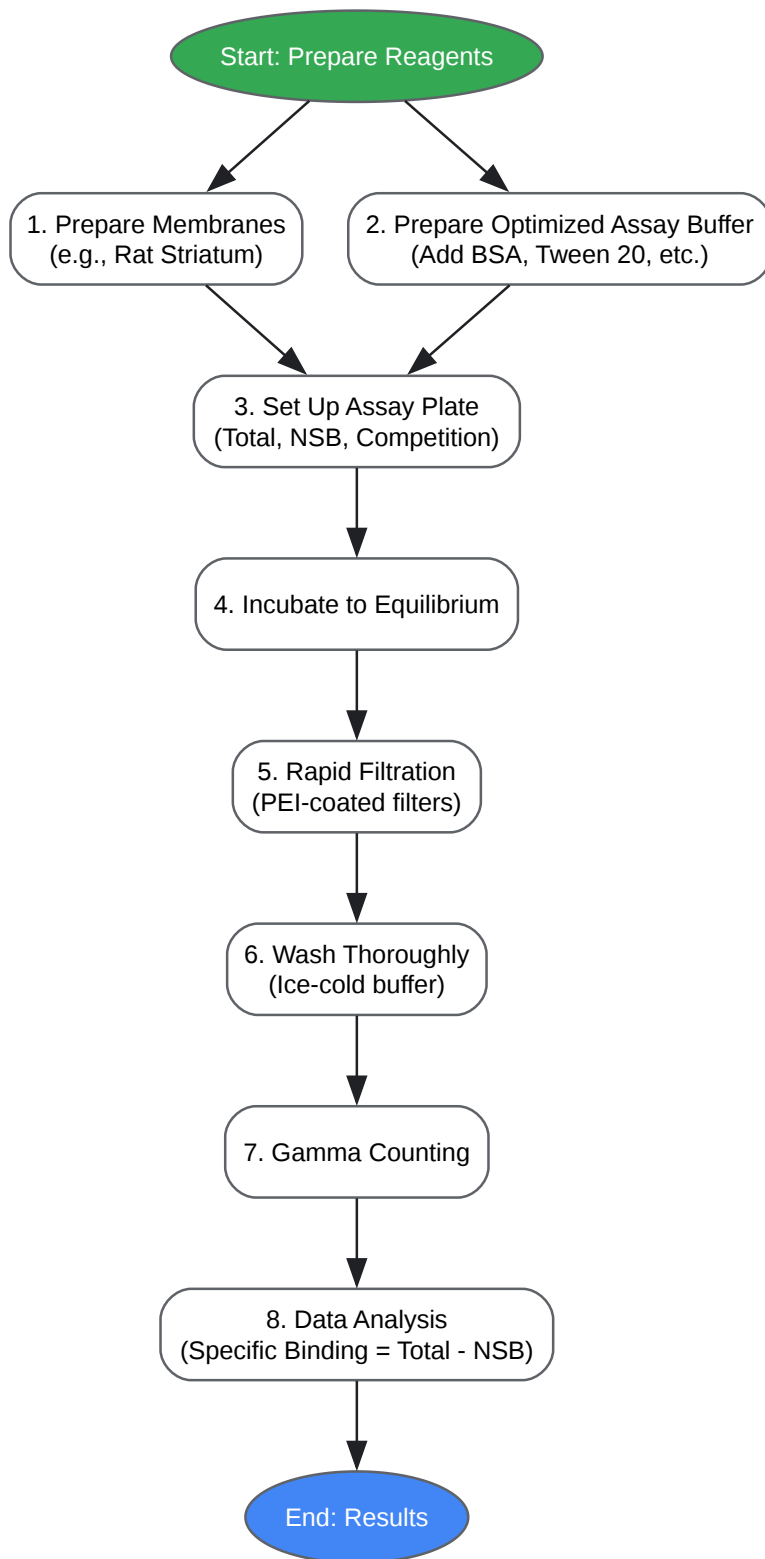 Start: Prepare Reagents
1. Prepare Membranes
(e.g., Rat Striatum)
2. Prepare Optimized Assay Buffer
(Add BSA, Tween 20, etc.)
3. Set Up Assay Plate
(Total, NSB, Competition)
4. Incubate to Equilibrium
5. Rapid Filtration
(PEI-coated filters)
6. Wash Thoroughly
(Ice-cold buffer)
7. Gamma Counting
8. Data Analysis
(Specific Binding = Total - NSB)
End: Results